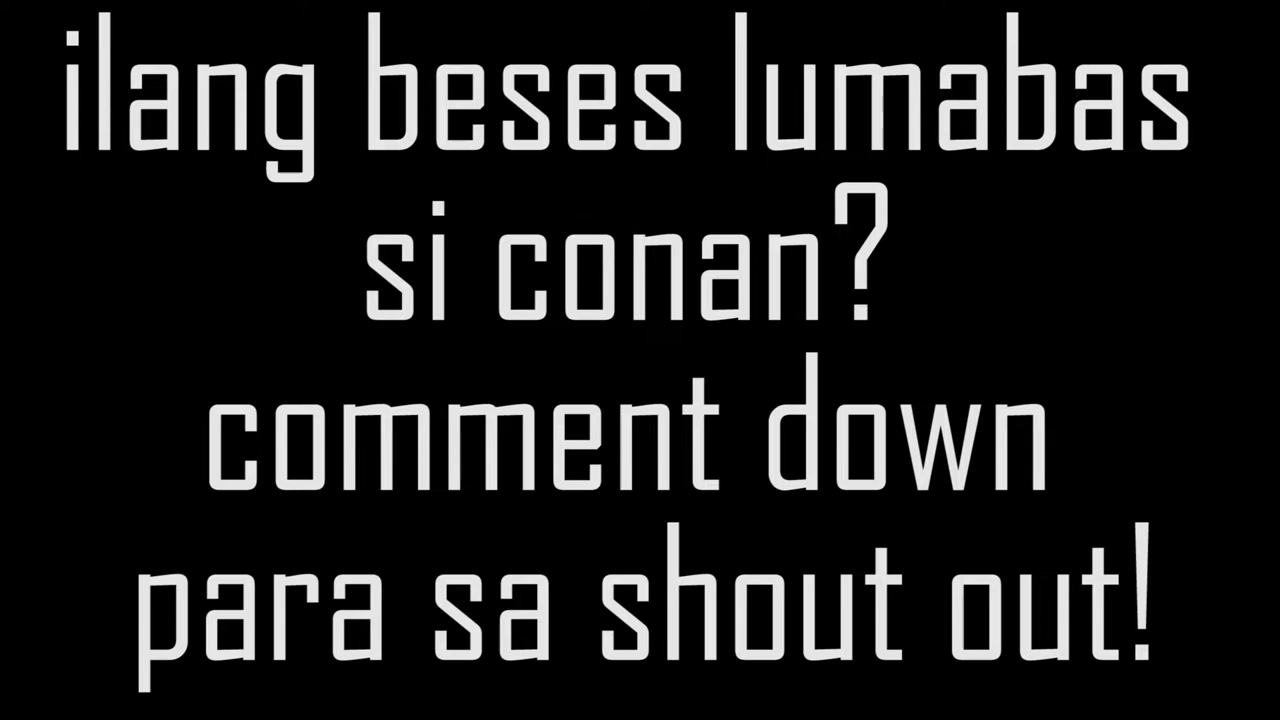 ilang beses lumabas
si conan?
comment down
para sa shout out!